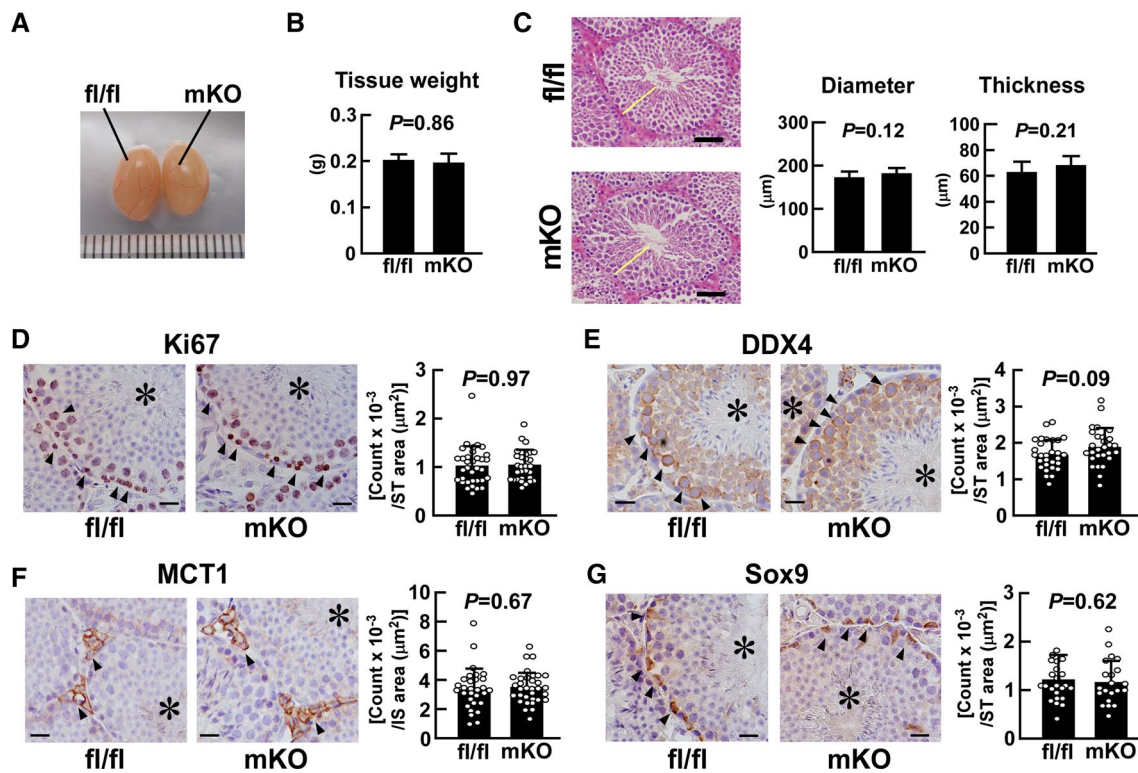 A
fl/fl
mKO
B
Tissue weight
P=0.86
(g)
0.3
0.2
0.1
0
fl/fl
mKO
C
fl/fl
mKO
Diameter
P=0.12
(μm)
300
200
100
0
fl/fl
mKO
Thickness
P=0.21
(μm)
100
80
60
40
20
0
fl/fl
mKO
D
Ki67
*
*
fl/fl
mKO
P=0.97
[Count x 10-3
/ST area (μm2)]
3
2
1
0
fl/fl
mKO
E
DDX4
*
*
*
fl/fl
mKO
P=0.09
[Count x 10-3
/ST area (μm2)]
4
3
2
1
0
fl/fl
mKO
F
MCT1
*
*
fl/fl
mKO
P=0.67
[Count x 10-3
/IS area (μm2)]
10
8
6
4
2
0
fl/fl
mKO
G
Sox9
*
*
fl/fl
mKO
P=0.62
[Count x 10-3
/ST area (μm2)]
3
2
1
0
fl/fl
mKO